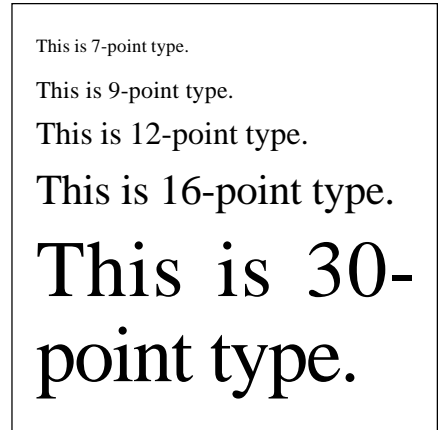 This is 7-point type.
This is 9-point type.
This is 12-point type.
This is 16-point type.
This is 30-
point type.